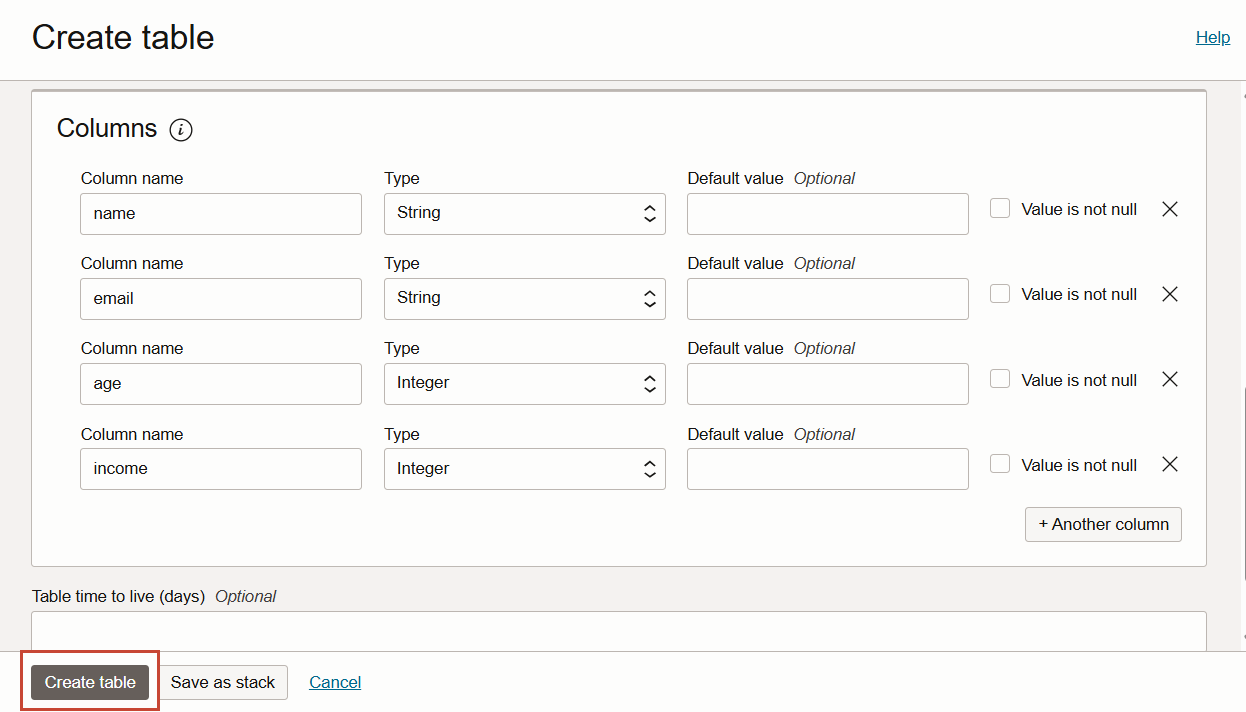 Create table
Help
Columns i
Column name Type Default value Optional
name String Value is not null
Column name Type Default value Optional
email String Value is not null
Column name Type Default value Optional
age Integer Value is not null
Column name Type Default value Optional
income Integer Value is not null
+ Another column
Table time to live (days) Optional
Create table Save as stack Cancel